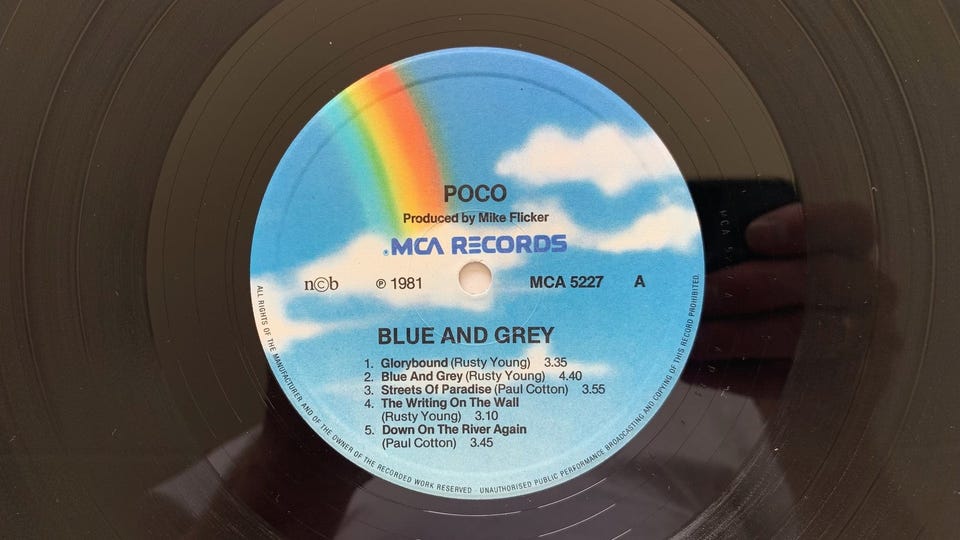 POCO
Produced by Mike Flicker
®MCA RECORDS
n©b ℗ 1981 MCA 5227 A
BLUE AND GREY
1. Glorybound (Rusty Young) 3.35
2. Blue And Grey (Rusty Young) 4.40
3. Streets Of Paradise (Paul Cotton) 3.55
4. The Writing On The Wall
(Rusty Young) 3.10
5. Down On The River Again
(Paul Cotton) 3.45
ALL RIGHTS OF THE MANUFACTURER AND OF THE OWNER OF THE RECORDED WORK RESERVED · UNAUTHORISED PUBLIC PERFORMANCE BROADCASTING AND COPYING OF THIS RECORD PROHIBITED.